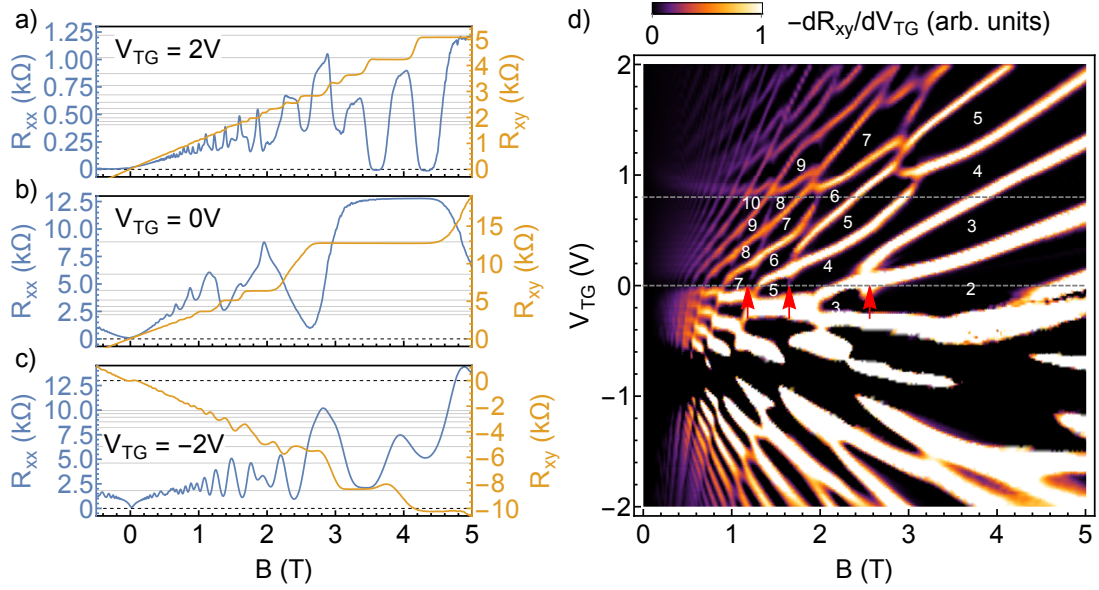 a)
V_TG = 2V
R_xx (kΩ)
1.25
1.00
0.75
0.50
0.25
0
5
4
3
2
1
0
R_xy (kΩ)
b)
V_TG = 0V
R_xx (kΩ)
12.5
10.0
7.5
5.0
2.5
0
15
10
5
0
R_xy (kΩ)
c)
V_TG = −2V
R_xx (kΩ)
12.5
10.0
7.5
5.0
2.5
0
0
−2
−4
−6
−8
−10
R_xy (kΩ)
0 1 2 3 4 5
B (T)
d)
0 1
−dR_xy/dV_TG (arb. units)
V_TG (V)
2
1
0
−1
−2
5
7
9
4
6
10 8
3
9 7 5
8 6 4
7 5 3 2
0 1 2 3 4 5
B (T)